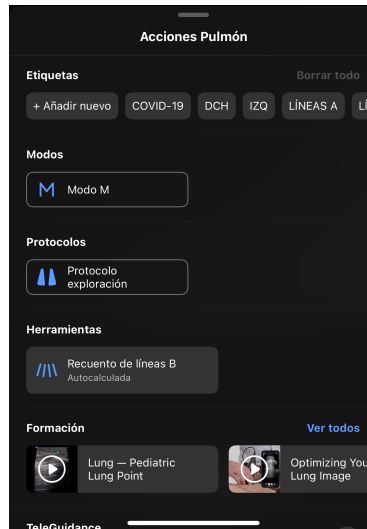 Acciones Pulmón
Etiquetas
Borrar todo
+ Añadir nuevo
COVID-19
DCH
IZQ
LÍNEAS A
Modos
Modo M
Protocolos
Protocolo
exploración
Herramientas
Recuento de líneas B
Autocalculada
Formación
Ver todos
Lung — Pediatric
Lung Point
Optimizing You
Lung Image
TeleGuidance